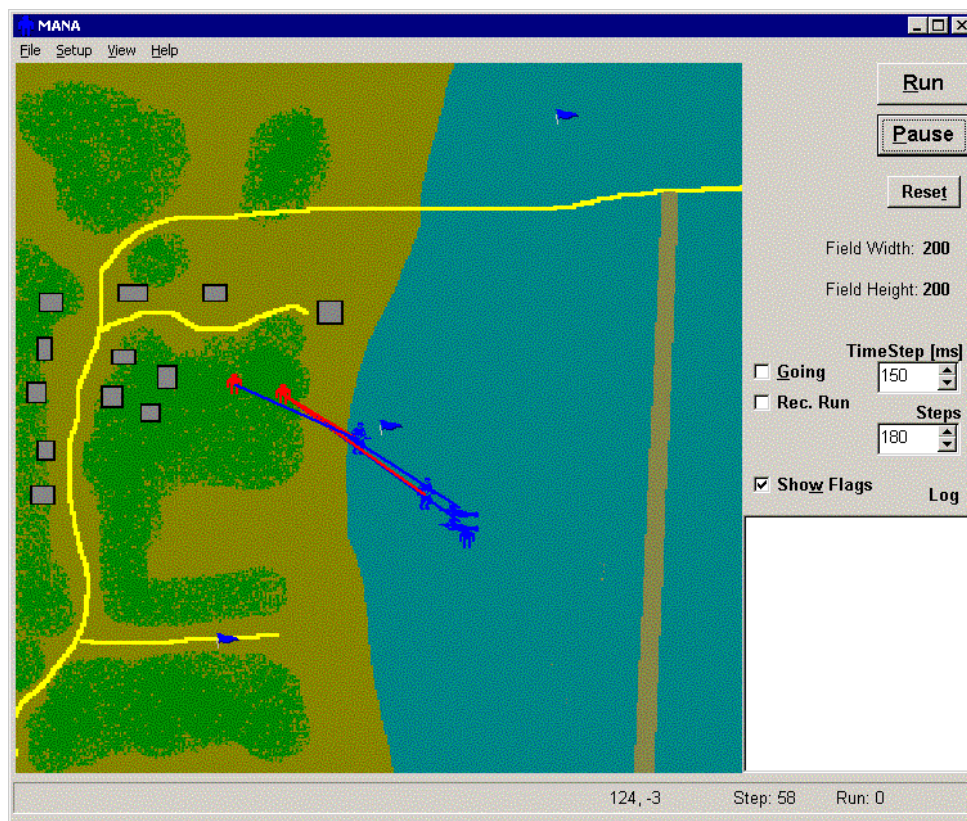 MANA
File Setup View Help
Run
Pause
Reset
Field Width: 200
Field Height: 200
TimeStep [ms]
Going
150
Rec. Run
Steps
180
Show Flags
Log
124, -3 Step: 58 Run: 0